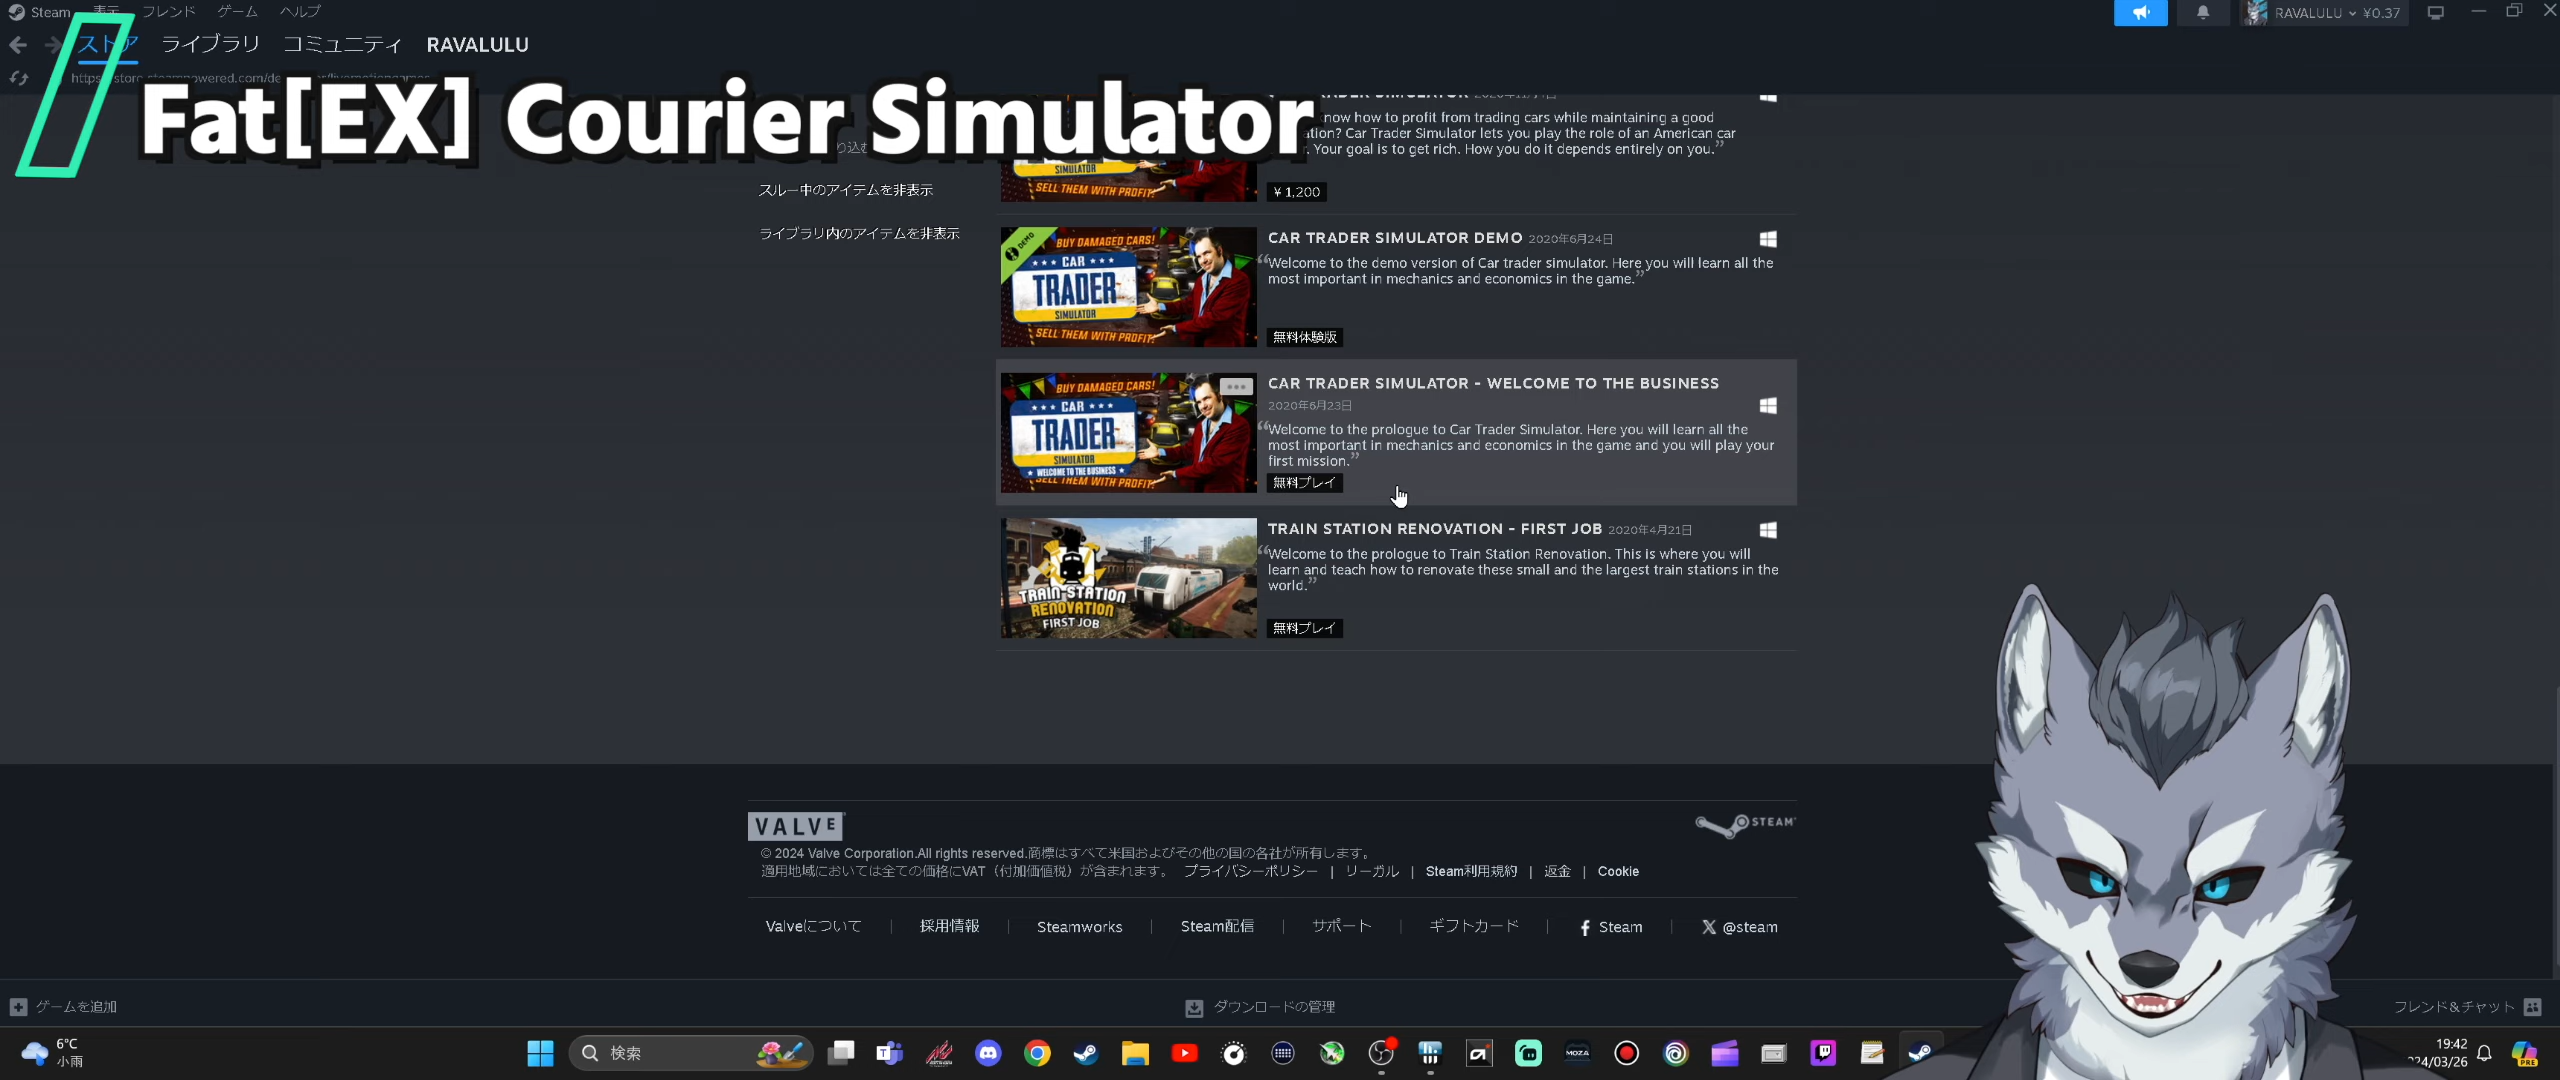 Steam 表示 フレンド ゲーム ヘルプ
RAVALULU ¥0.37
ストア ライブラリ コミュニティ RAVALULU
Fat[EX] Courier Simulator
know how to profit from trading cars while maintaining a good
Car Trader Simulator lets you play the role of an American car
Your goal is to get rich. How you do it depends entirely on you.”
SIMULATOR
SELL THEM WITH PROFIT!
¥ 1,200
スルー中のアイテムを非表示
ライブラリ内のアイテムを非表示
DEMO
BUY DAMAGED CARS!
CAR
TRADER
SIMULATOR
SELL THEM WITH PROFIT!
CAR TRADER SIMULATOR DEMO 2020年6月24日
“Welcome to the demo version of Car trader simulator. Here you will learn all the
most important in mechanics and economics in the game.”
無料体験版
BUY DAMAGED CARS!
CAR
TRADER
SIMULATOR
WELCOME TO THE BUSINESS
SELL THEM WITH PROFIT!
CAR TRADER SIMULATOR - WELCOME TO THE BUSINESS
2020年6月23日
“Welcome to the prologue to Car Trader Simulator. Here you will learn all the
most important in mechanics and economics in the game and you will play your
first mission.”
無料プレイ
TRAIN STATION
RENOVATION
FIRST JOB
TRAIN STATION RENOVATION - FIRST JOB 2020年4月21日
“Welcome to the prologue to Train Station Renovation. This is where you will
learn and teach how to renovate these small and the largest train stations in the
world.”
無料プレイ
VALVE
STEAM
© 2024 Valve Corporation.All rights reserved.商標はすべて米国およびその他の国の各社が所有します。
適用地域においては全ての価格にVAT（付加価値税）が含まれます。 プライバシーポリシー | リーガル | Steam利用規約 | 返金 | Cookie
Valveについて | 採用情報 | Steamworks | Steam配信 | サポート | ギフトカード | Steam | @steam
ゲームを追加
ダウンロードの管理
フレンド＆チャット
6°C
小雨
検索
MOZA
PRE
19:42
024/03/26